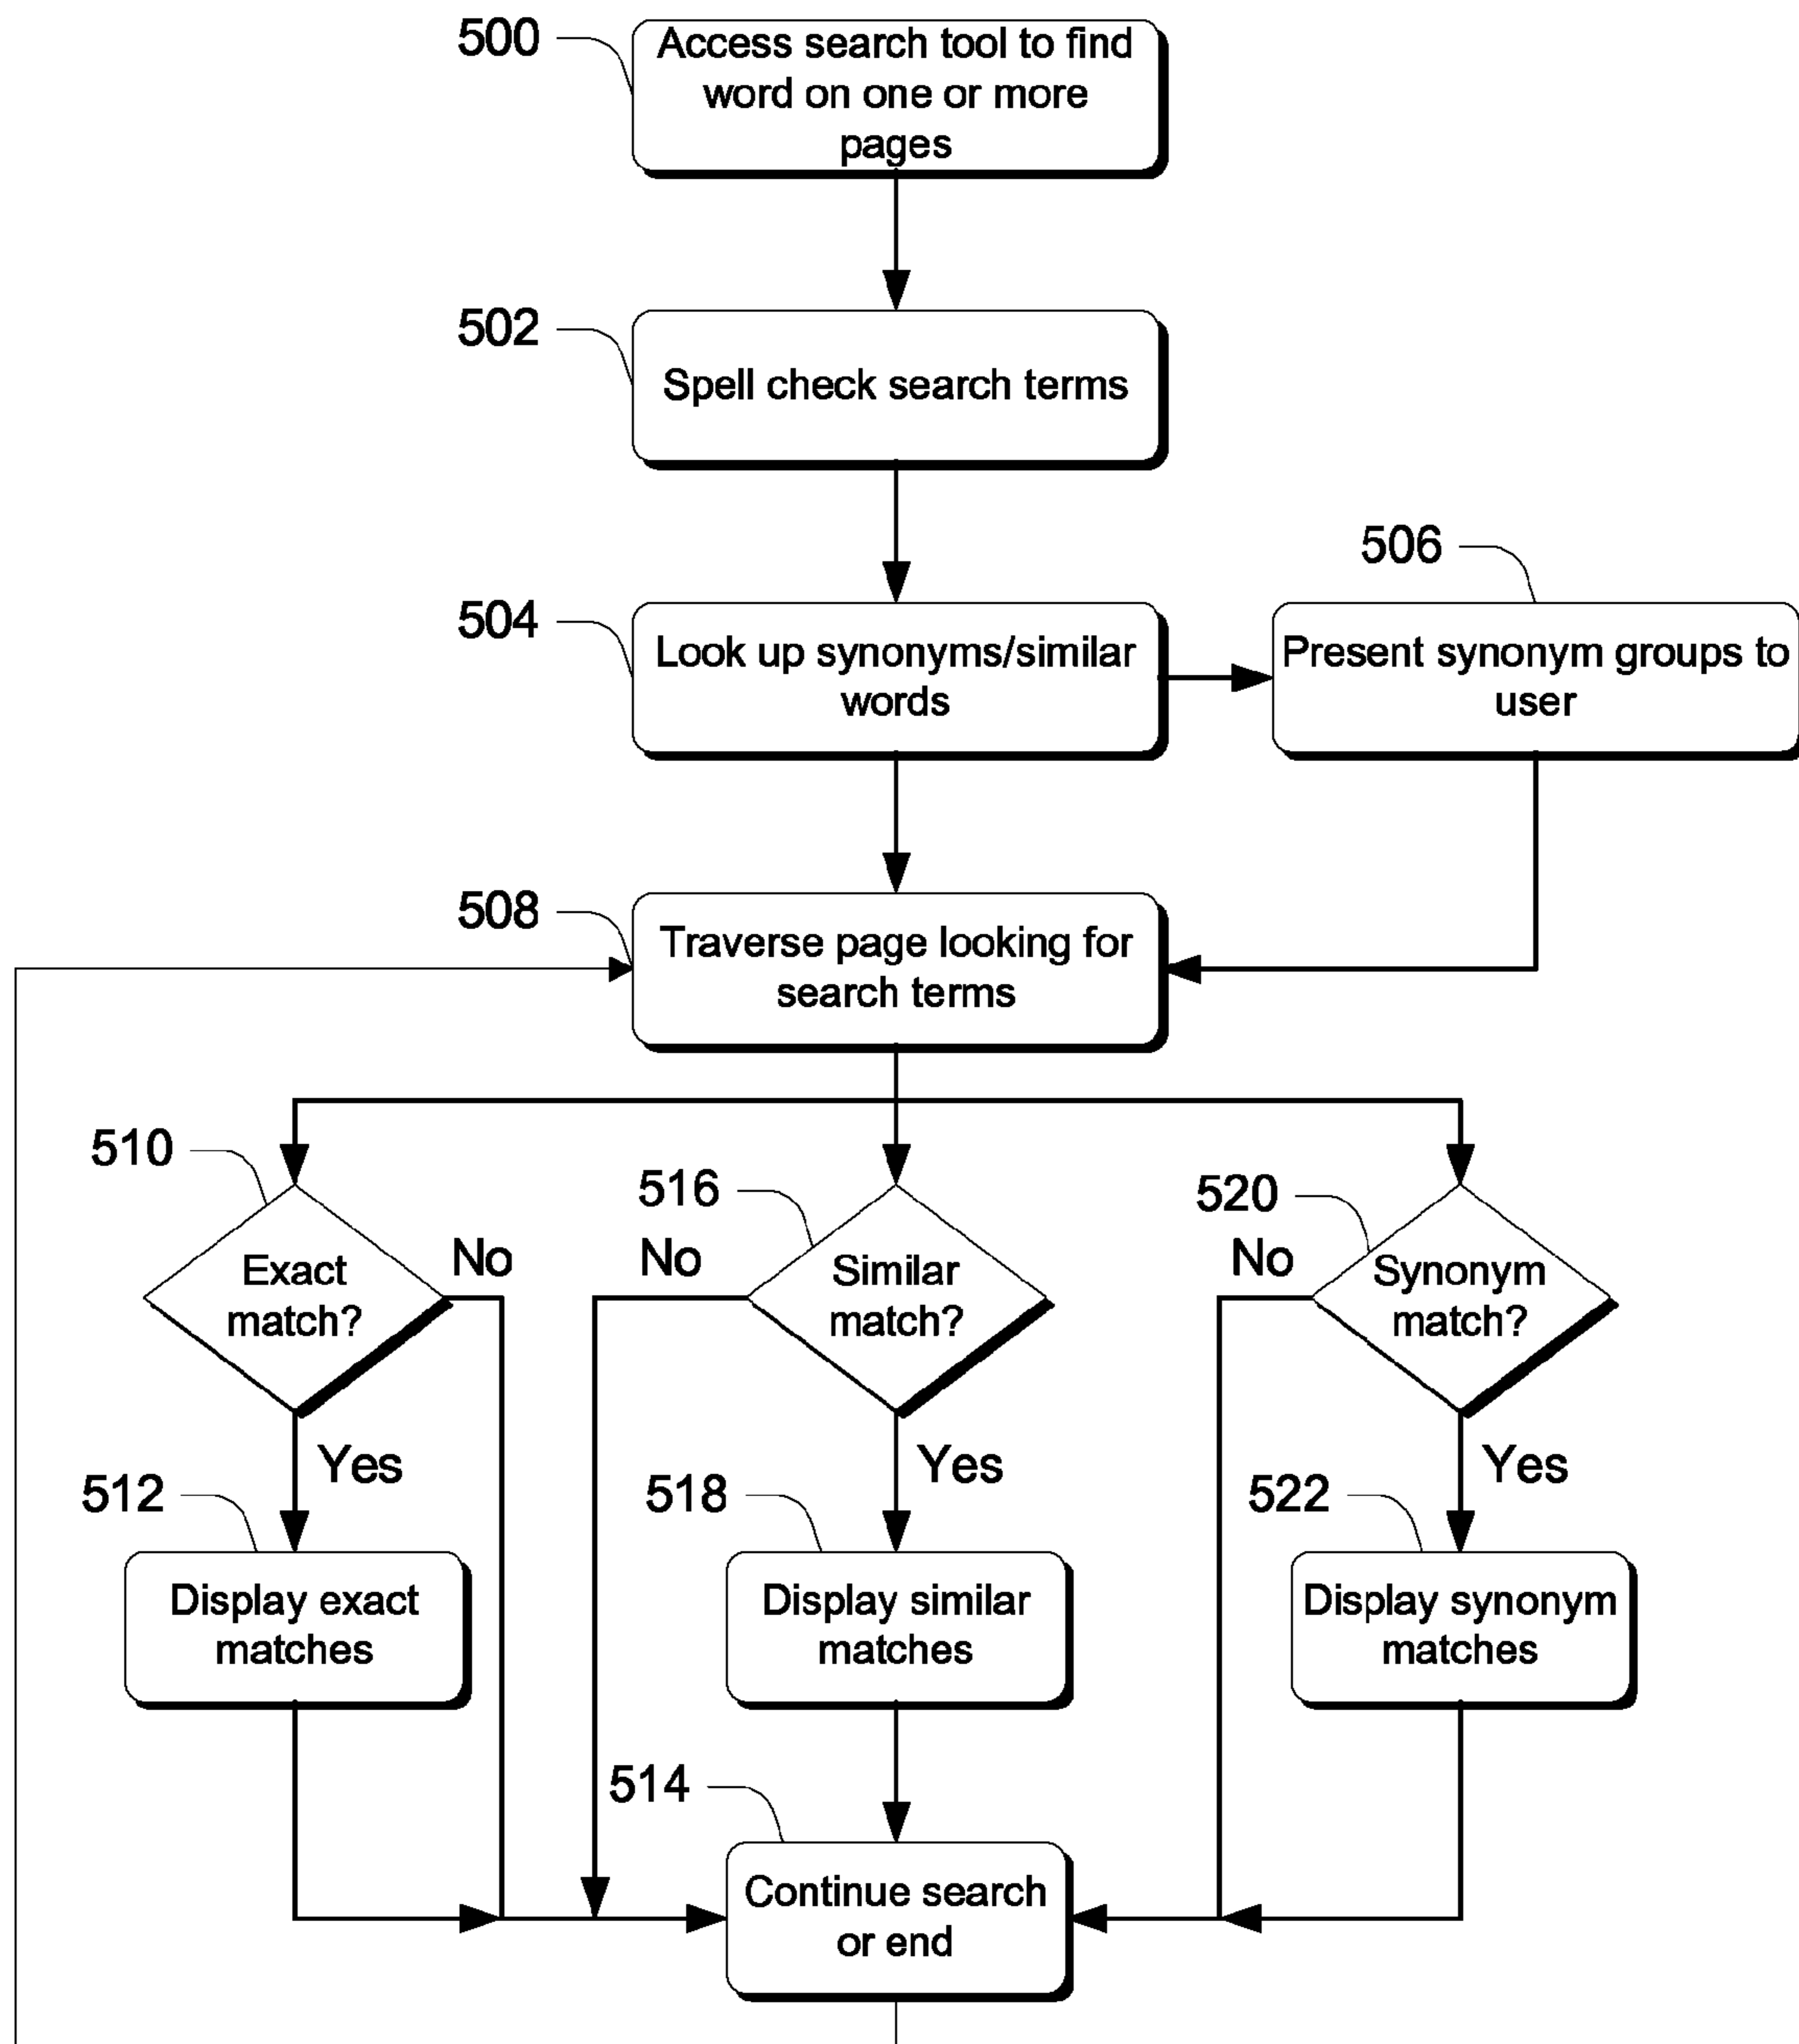 500
Access search tool to find
word on one or more
pages
502
Spell check search terms
504
Look up synonyms/similar
words
506
Present synonym groups to
user
508
Traverse page looking for
search terms
510
Exact
match?
No
516
No
Similar
match?
520
No
Synonym
match?
Yes
Yes
Yes
512
Display exact
matches
518
Display similar
matches
522
Display synonym
matches
514
Continue search
or end